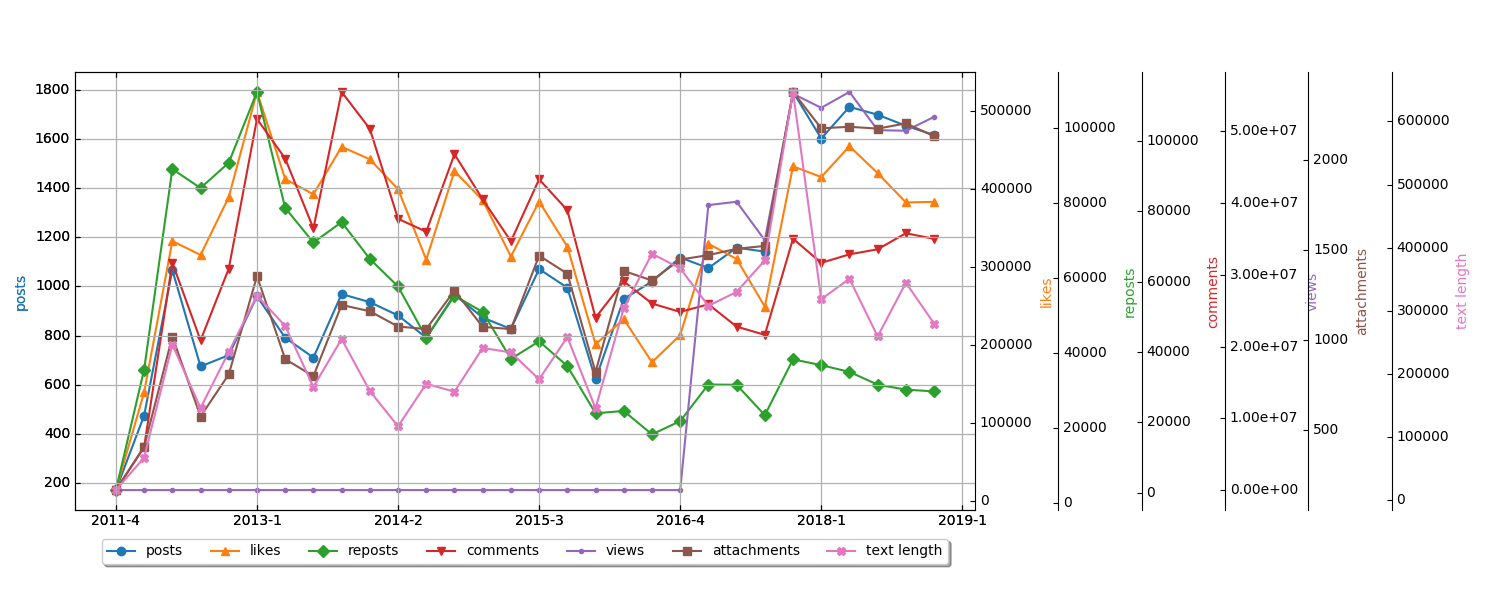 1800
1600
1400
1200
1000
800
600
400
200
posts
2011-4 2013-1 2014-2 2015-3 2016-4 2018-1 2019-1
500000
400000
300000
200000
100000
0
likes
100000
80000
60000
40000
20000
0
reposts
100000
80000
60000
40000
20000
0
comments
5.00e+07
4.00e+07
3.00e+07
2.00e+07
1.00e+07
0.00e+00
views
2000
1500
1000
500
attachments
600000
500000
400000
300000
200000
100000
0
text length
posts likes reposts comments views attachments text length